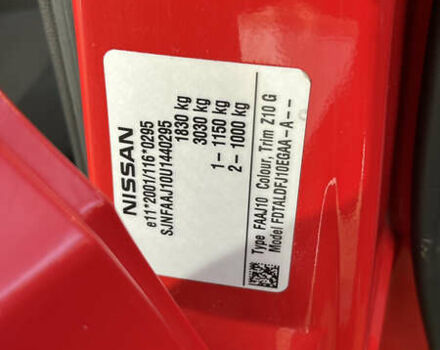 NISSAN
e11*2001/116*0295
SJNFAAJ10U1440295
1830 kg
3030 kg
1- 1150 kg
2- 1000 kg
Type FAAJ10 Colour, Trim Z10 G
Model FDTALDFJ10EGAA-A--